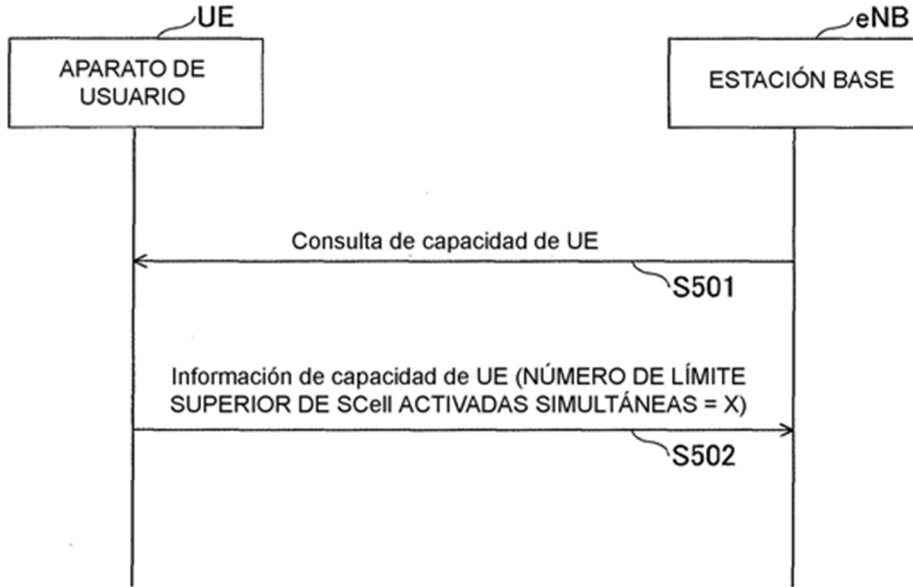 UE
eNB
APARATO DE
USUARIO
ESTACIÓN BASE
Consulta de capacidad de UE
S501
Información de capacidad de UE (NÚMERO DE LÍMITE
SUPERIOR DE SCell ACTIVADAS SIMULTÁNEAS = X)
S502